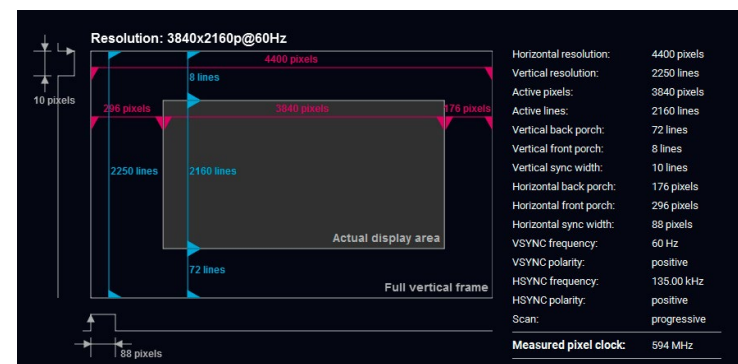 Resolution: 3840x2160p@60Hz
4400 pixels
8 lines
10 pixels
296 pixels
3840 pixels
176 pixels
2250 lines
2160 lines
Actual display area
72 lines
Full vertical frame
88 pixels
Horizontal resolution: 4400 pixels
Vertical resolution: 2250 lines
Active pixels: 3840 pixels
Active lines: 2160 lines
Vertical back porch: 72 lines
Vertical front porch: 8 lines
Vertical sync width: 10 lines
Horizontal back porch: 176 pixels
Horizontal front porch: 296 pixels
Horizontal sync width: 88 pixels
VSYNC frequency: 60 Hz
VSYNC polarity: positive
HSYNC frequency: 135.00 kHz
HSYNC polarity: positive
Scan: progressive
Measured pixel clock: 594 MHz